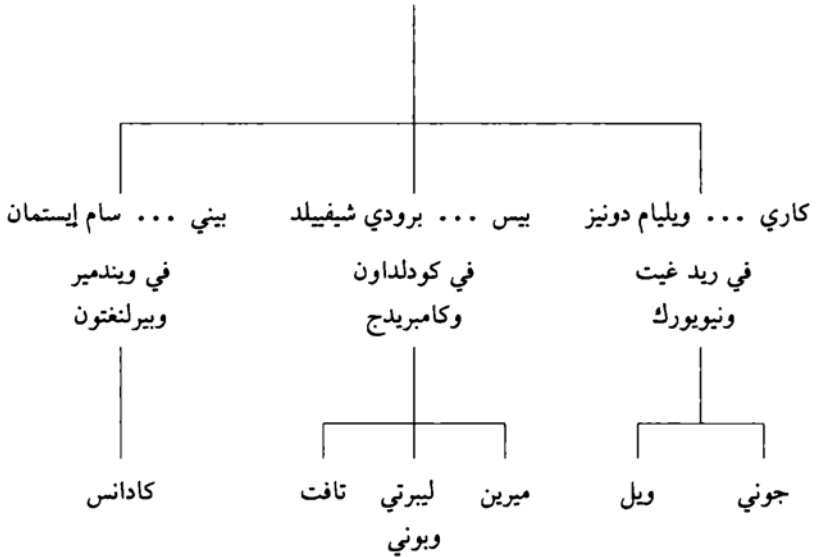 كاري ... ويليام دونيز
في ريد غيت
ونيويورك
بيس ... برودي شيفييلد
في كودلداون
وكامبريدج
بيني ... سام إيستمان
في ويندمير
وبيرلنغتون
جوني
ويل
ميرين
ليبرتي
وبوني
تافت
كادانس